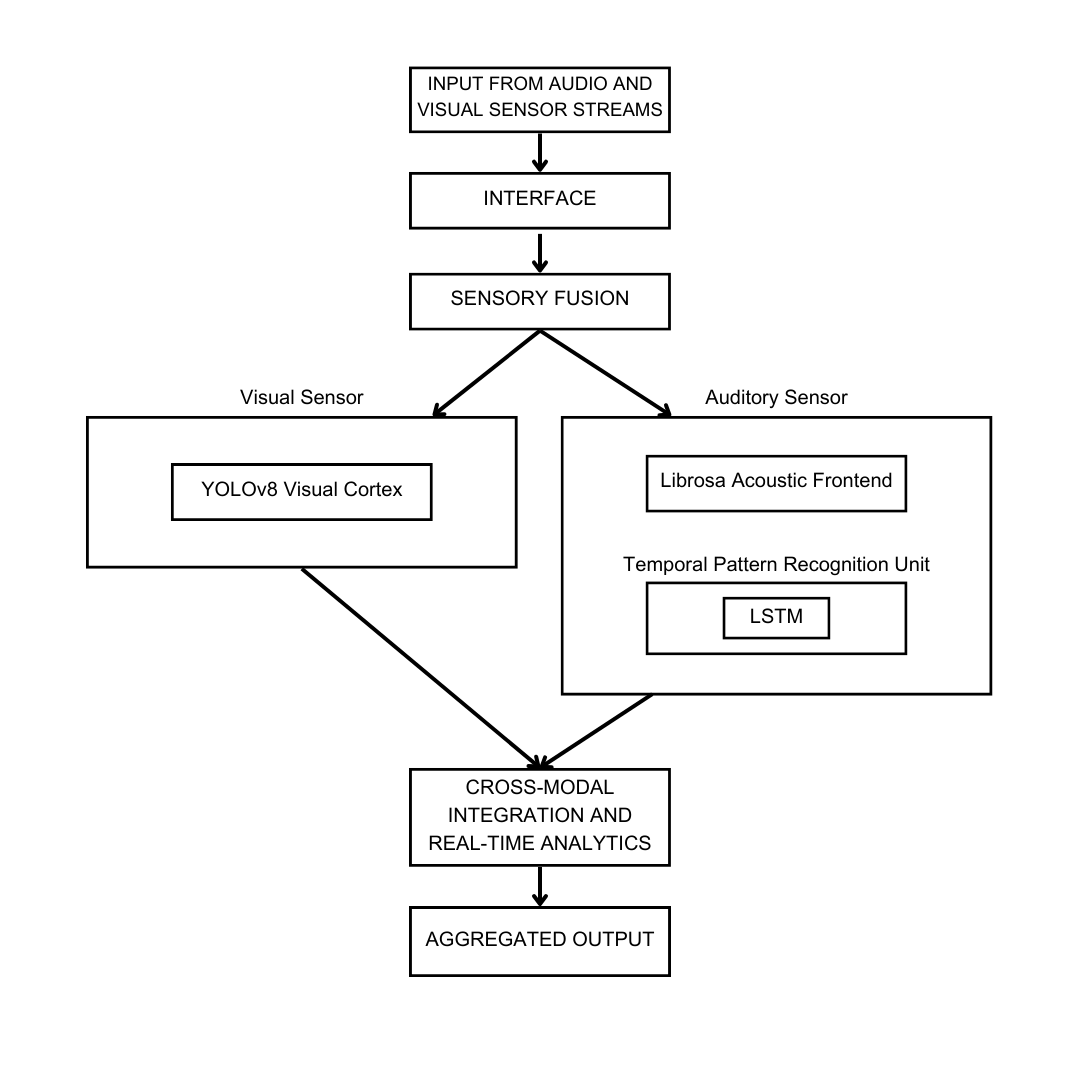 INPUT FROM AUDIO AND
VISUAL SENSOR STREAMS
INTERFACE
SENSORY FUSION
Visual Sensor
YOLOv8 Visual Cortex
Auditory Sensor
Librosa Acoustic Frontend
Temporal Pattern Recognition Unit
LSTM
CROSS-MODAL
INTEGRATION AND
REAL-TIME ANALYTICS
AGGREGATED OUTPUT